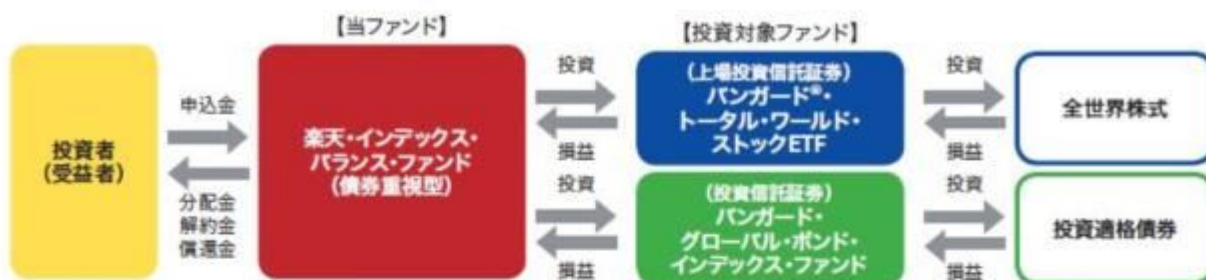 【当ファンド】
【投資対象ファンド】
投資者
(受益者)
申込金
分配金
解約金
償還金
楽天・インデックス・
バランス・ファンド
(債券重視型)
投資
損益
投資
損益
(上場投資信託証券)
バンガード®・
トータル・ワールド・
ストックETF
(投資信託証券)
バンガード・
グローバル・ボンド・
インデックス・ファンド
投資
損益
投資
損益
全世界株式
投資適格債券